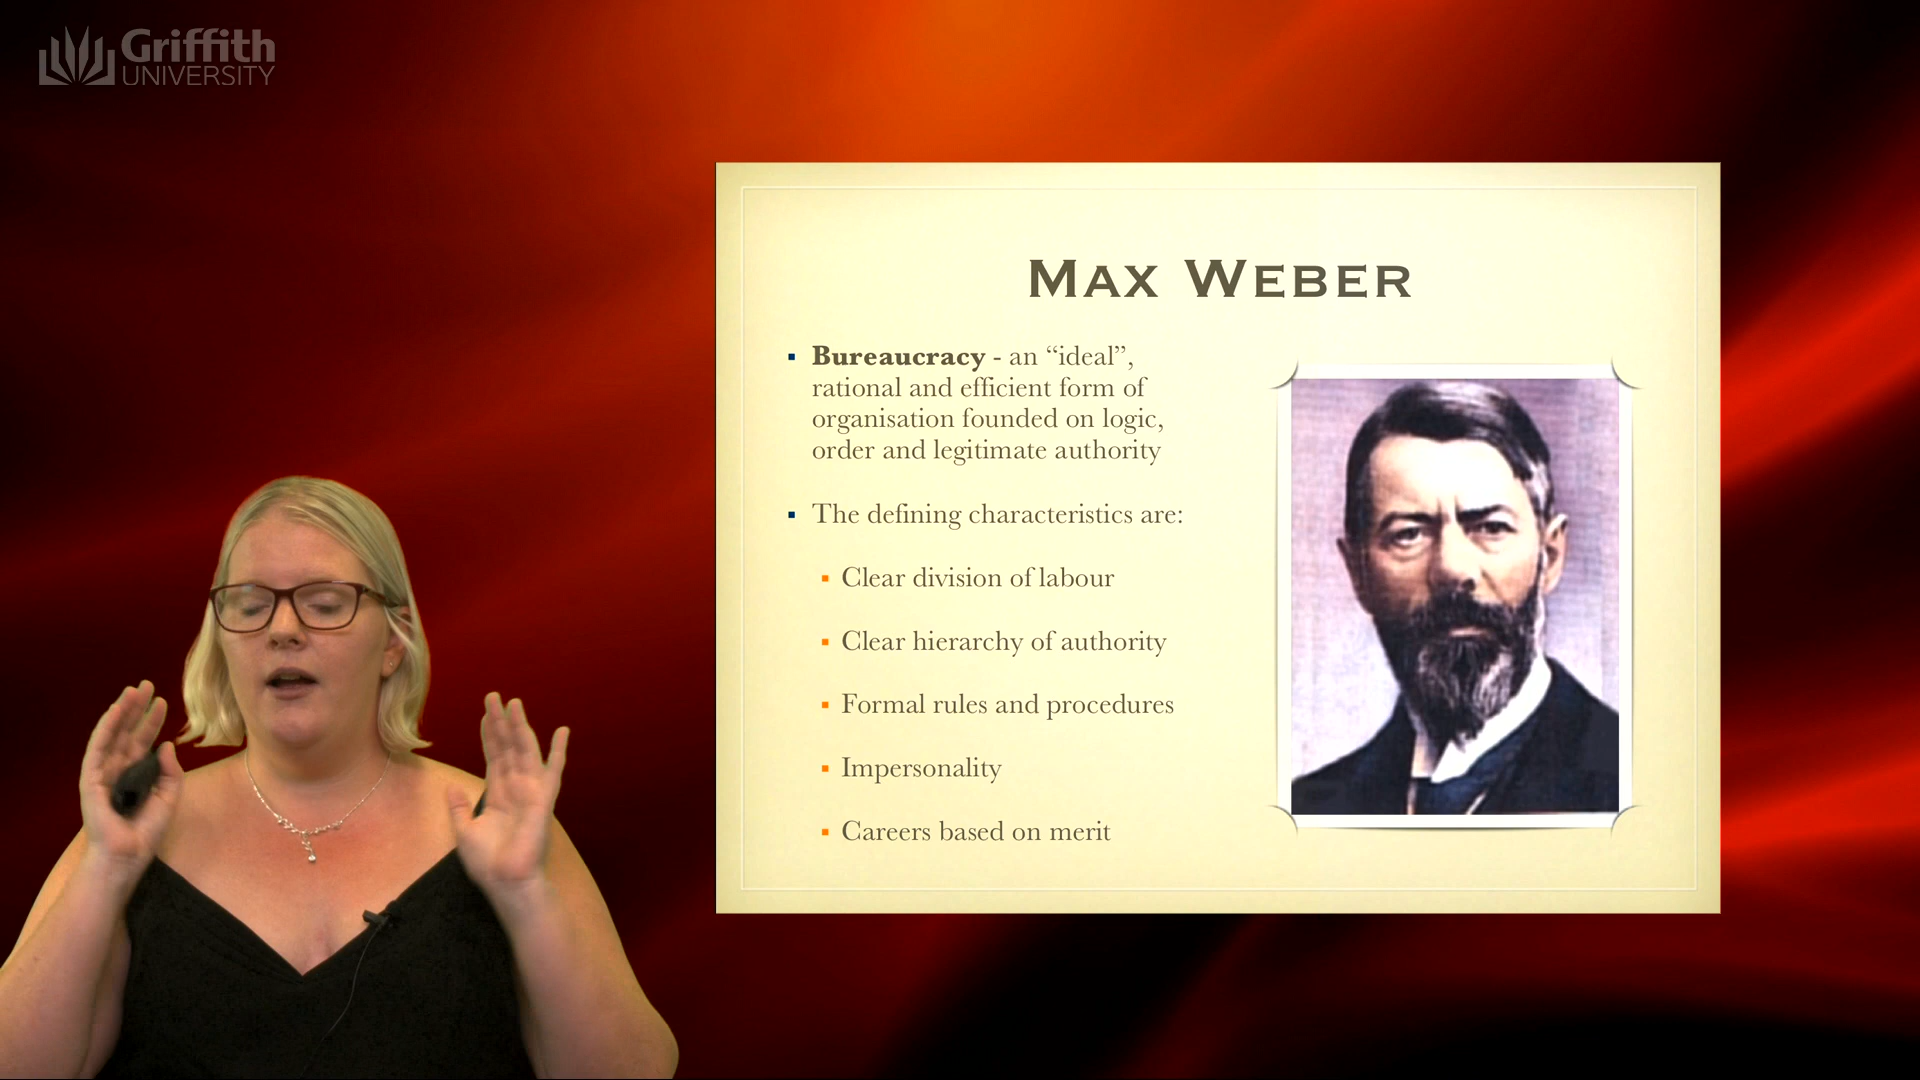 Griffith
UNIVERSITY
MAX WEBER
Bureaucracy - an “ideal”,
rational and efficient form of
organisation founded on logic,
order and legitimate authority
The defining characteristics are:
Clear division of labour
Clear hierarchy of authority
Formal rules and procedures
Impersonality
Careers based on merit